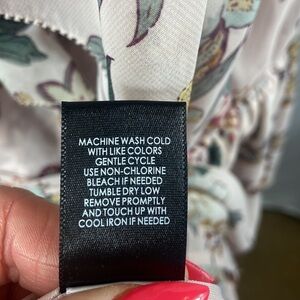 MACHINE WASH COLD
WITH LIKE COLORS
GENTLE CYCLE
USE NON-CHLORINE
BLEACH IF NEEDED
TUMBLE DRY LOW
REMOVE PROMPTLY
AND TOUCH UP WITH
COOL IRON IF NEEDED